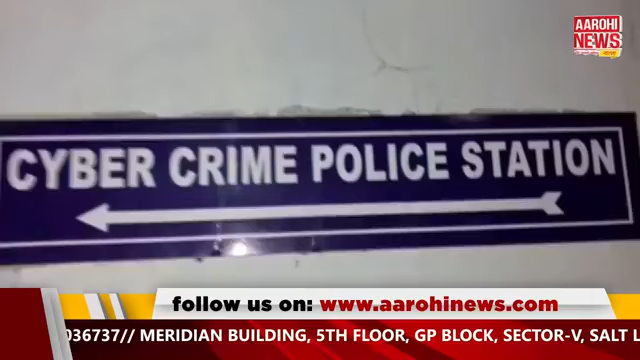 AAROHI
NEWS
CYBER CRIME POLICE STATION
follow us on: www.aarohinews.com
036737// MERIDIAN BUILDING, 5TH FLOOR, GP BLOCK, SECTOR-V, SALT L